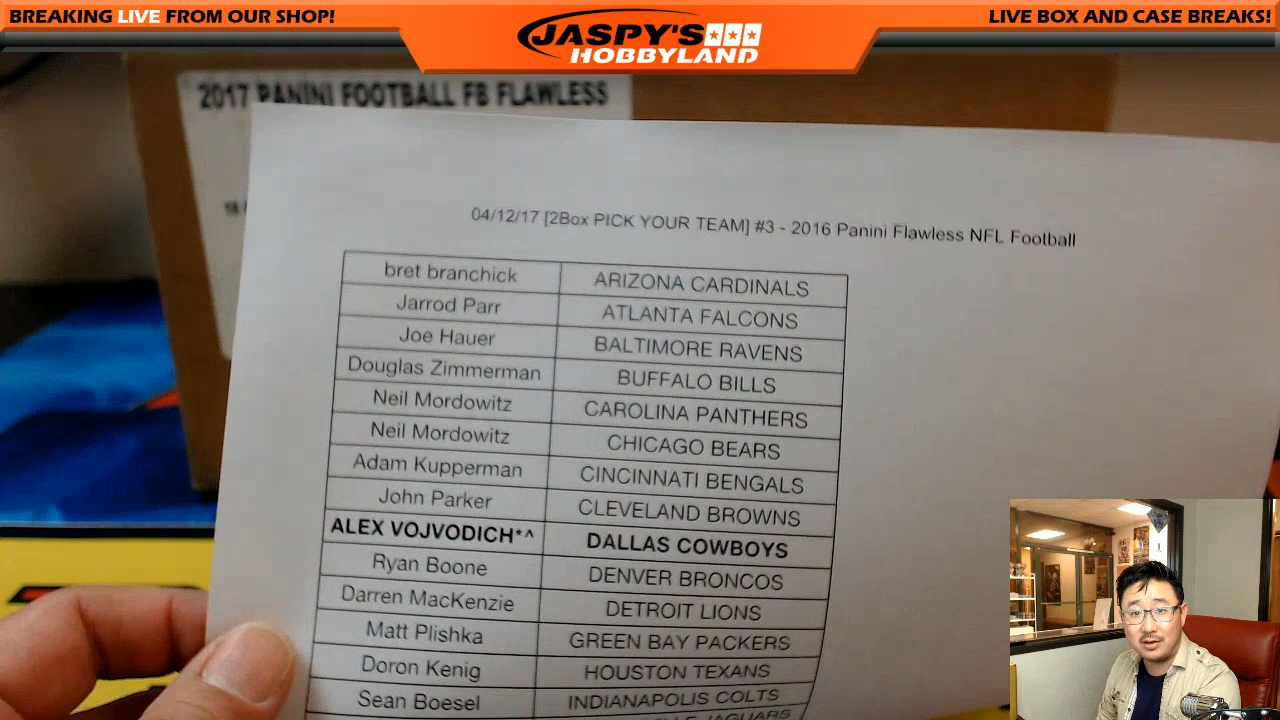 BREAKING LIVE FROM OUR SHOP!
JASPY'S
HOBBYLAND
LIVE BOX AND CASE BREAKS!
2017 PANINI FOOTBALL FB FLAWLESS
04/12/17 [2Box PICK YOUR TEAM] #3 - 2016 Panini Flawless NFL Football
bret branchick ARIZONA CARDINALS
Jarrod Parr ATLANTA FALCONS
Joe Hauer BALTIMORE RAVENS
Douglas Zimmerman BUFFALO BILLS
Neil Mordowitz CAROLINA PANTHERS
Neil Mordowitz CHICAGO BEARS
Adam Kupperman CINCINNATI BENGALS
John Parker CLEVELAND BROWNS
ALEX VOJVODICH*^ DALLAS COWBOYS
Ryan Boone DENVER BRONCOS
Darren MacKenzie DETROIT LIONS
Matt Plishka GREEN BAY PACKERS
Doron Kenig HOUSTON TEXANS
Sean Boesel INDIANAPOLIS COLTS
JAGUARS